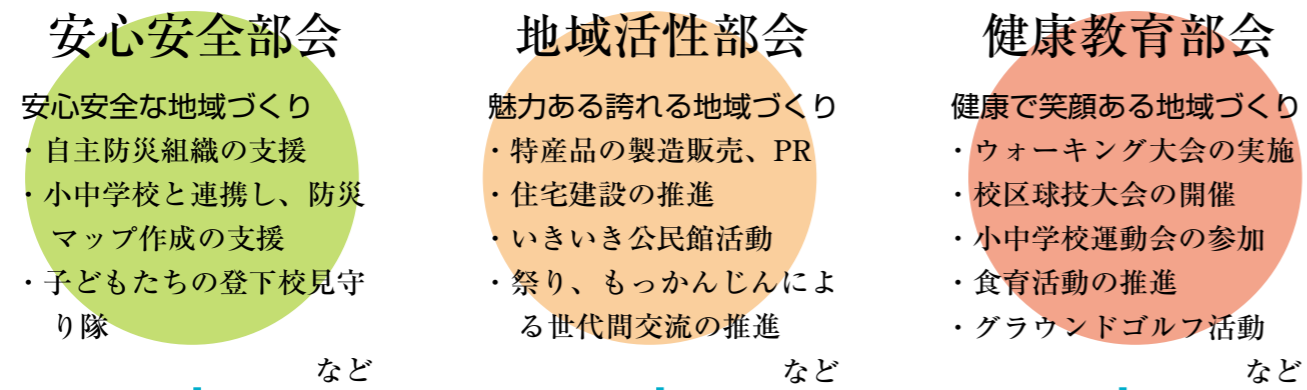 安心安全部会
安心安全な地域づくり
・自主防災組織の支援
・小中学校と連携し、防災
マップ作成の支援
・子どもたちの登下校見守
り隊
など
地域活性部会
魅力ある誇れる地域づくり
・特産品の製造販売、PR
・住宅建設の推進
・いきいき公民館活動
・祭り、もっかんじんによ
る世代間交流の推進
など
健康教育部会
健康で笑顔ある地域づくり
・ウォーキング大会の実施
・校区球技大会の開催
・小中学校運動会の参加
・食育活動の推進
・グラウンドゴルフ活動
など